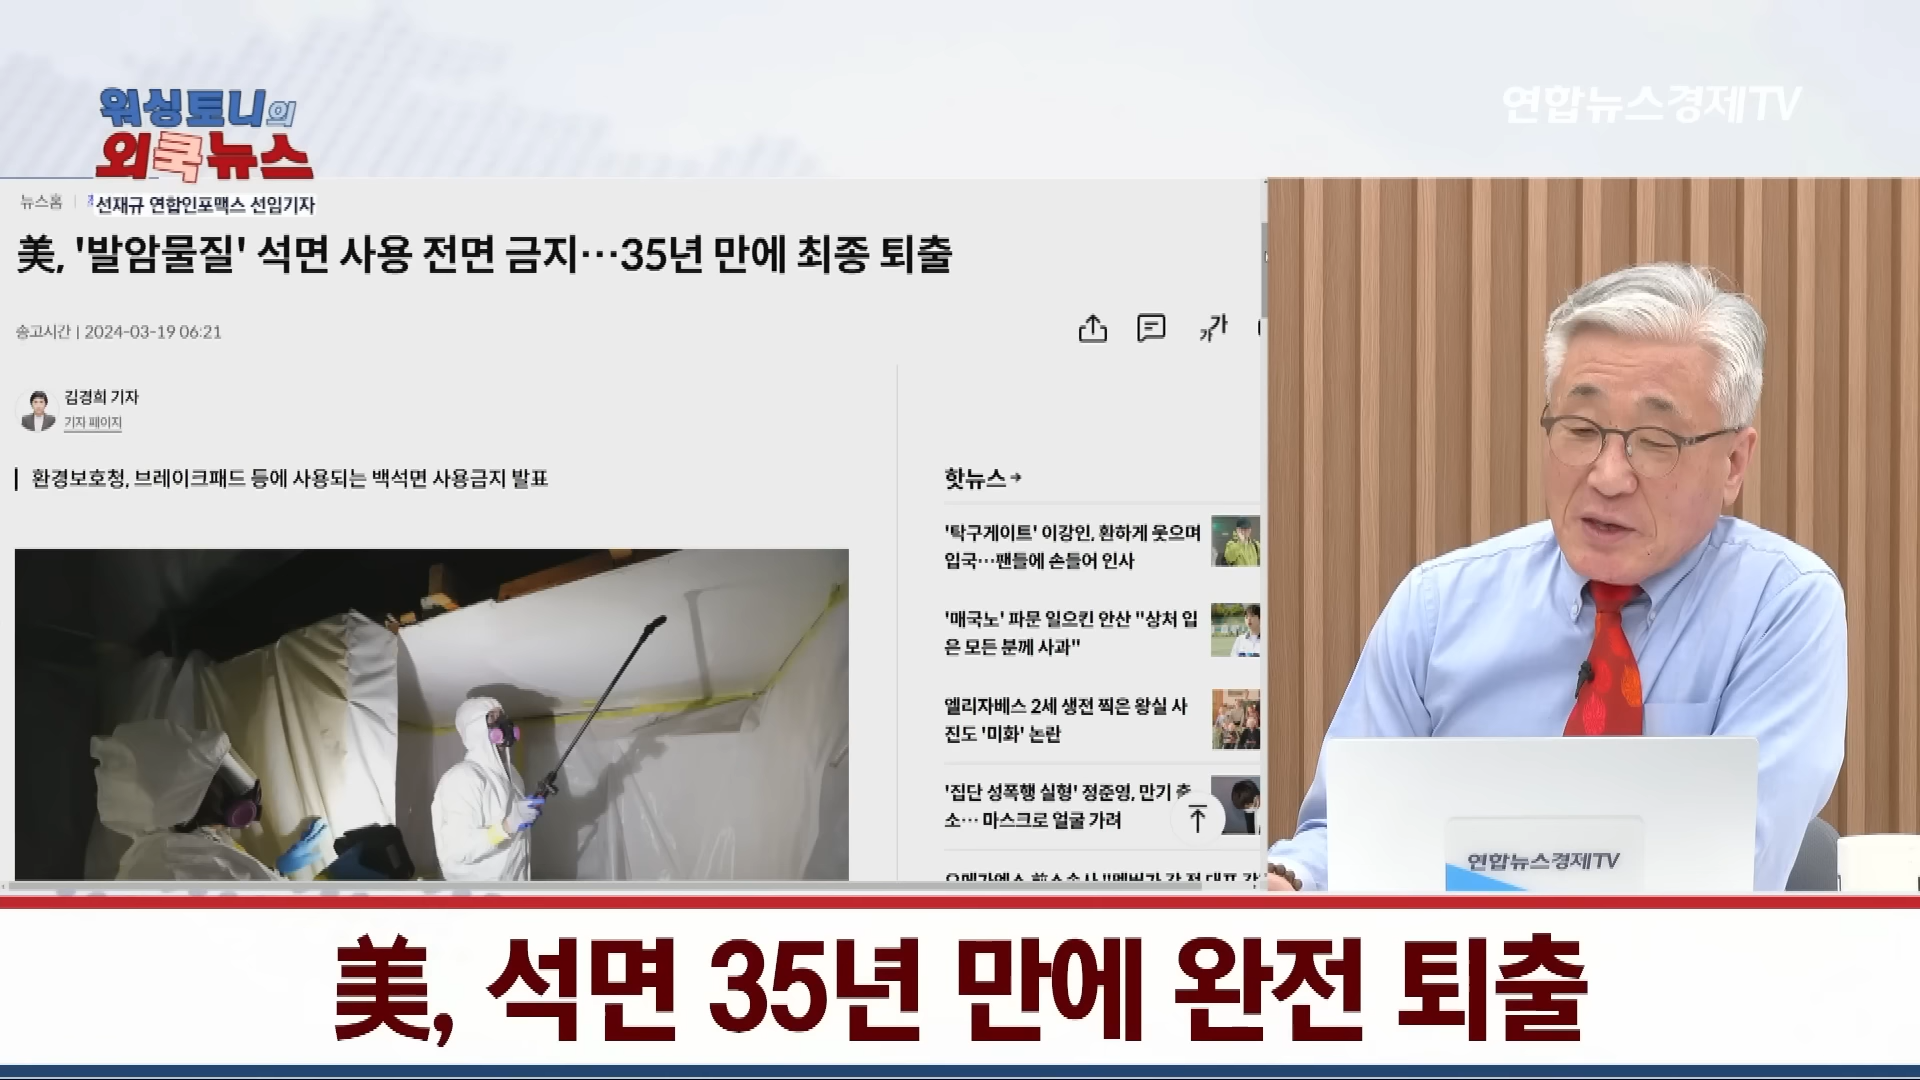 워싱토니의
외쿡뉴스
선재규 연합인포맥스 선임기자
연합뉴스경제TV
뉴스홈
美, '발암물질' 석면 사용 전면 금지…35년 만에 최종 퇴출
송고시간 | 2024-03-19 06:21
가가
김경희 기자
기자 페이지
환경보호청, 브레이크패드 등에 사용되는 백석면 사용금지 발표
핫뉴스
'탁구게이트' 이강인, 환하게 웃으며
입국…팬들에 손들어 인사
'매국노' 파문 일으킨 안산 "상처 입
은 모든 분께 사과"
엘리자베스 2세 생전 찍은 왕실 사
진도 '미화' 논란
'집단 성폭행 실형' 정준영, 만기 출
소… 마스크로 얼굴 가려
연합뉴스경제TV
美, 석면 35년 만에 완전 퇴출